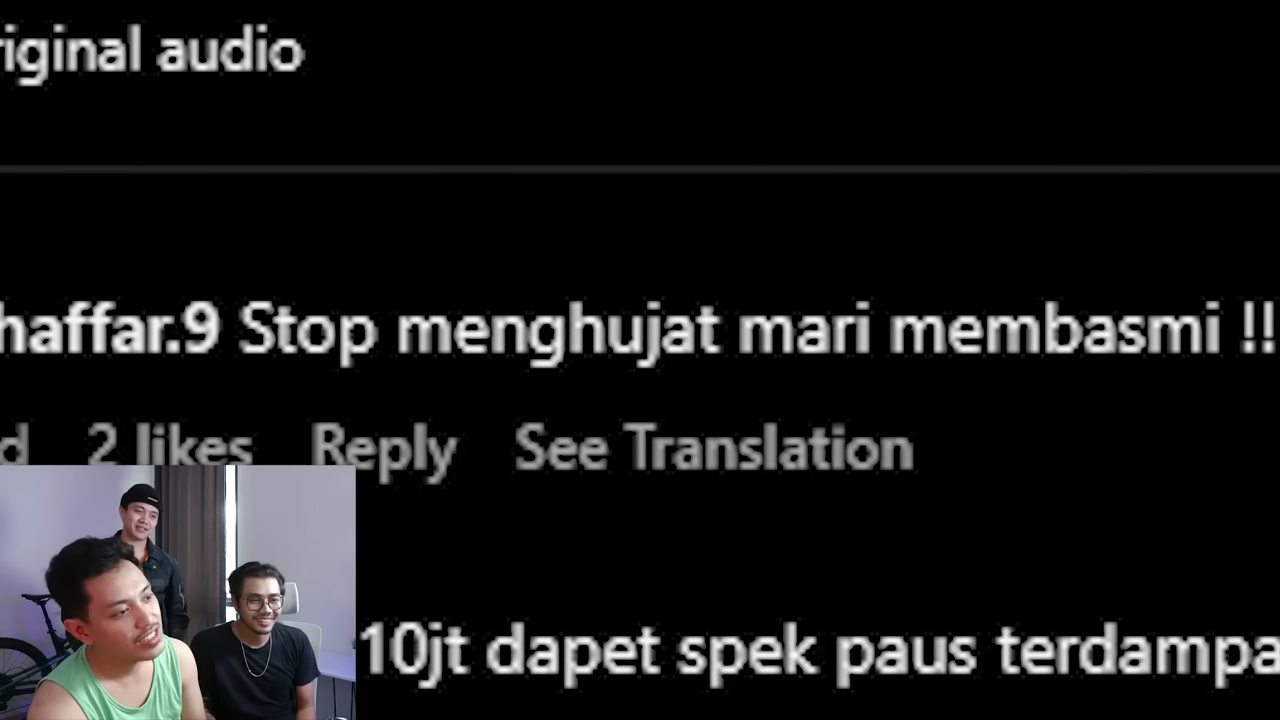 riginal audio
haffar.9 Stop menghujat mari membasmi !!
d 2 likes Reply See Translation
10jt dapet spek paus terdampa